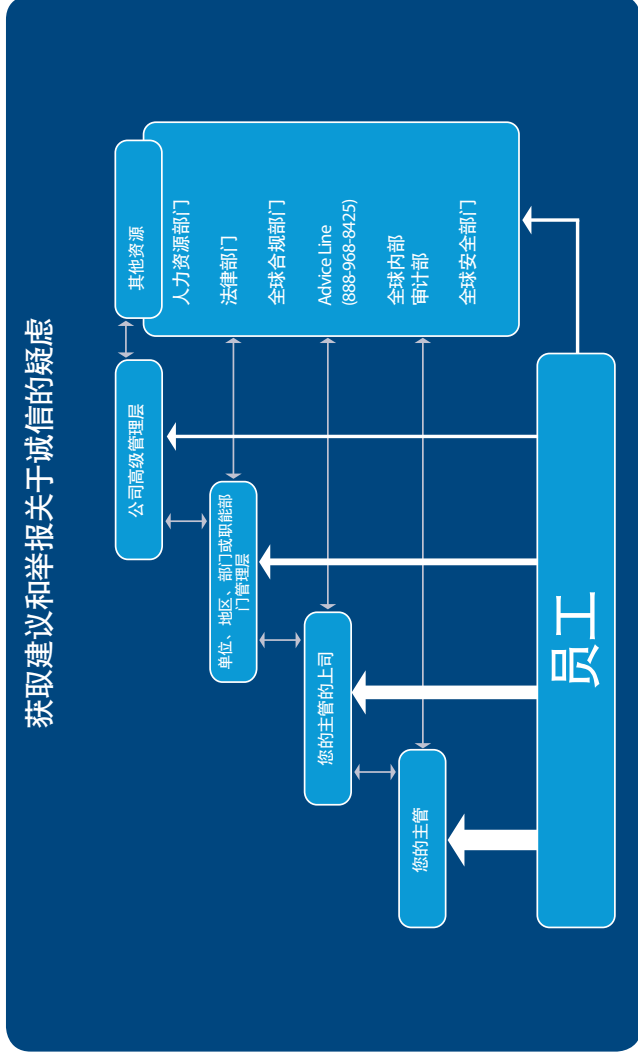 获取建议和举报关于诚信的疑虑
其他资源
人力资源部门
法律部门
全球合规部门
Advice Line
(888-968-8425)
全球内部
审计部
全球安全部门
公司高级管理层
单位、地区、部门或职能部
门管理层
您的主管的上司
您的主管
员工